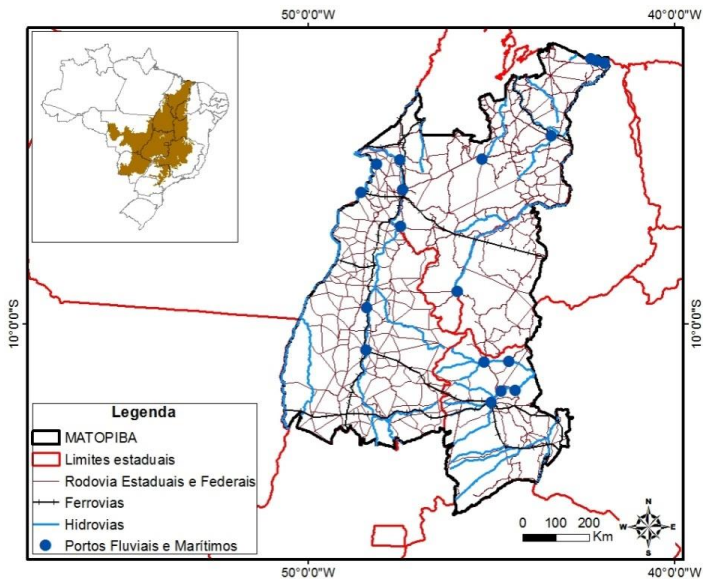 50°0'0"W
40°0'0"W
10°0'0"S
10°0'0"S
Legenda
MATOPIBA
Limites estaduais
Rodovia Estaduais e Federais
Ferrovias
Hidrovias
Portos Fluviais e Marítimos
N
W
E
S
0 100 200
Km
50°0'0"W
40°0'0"W